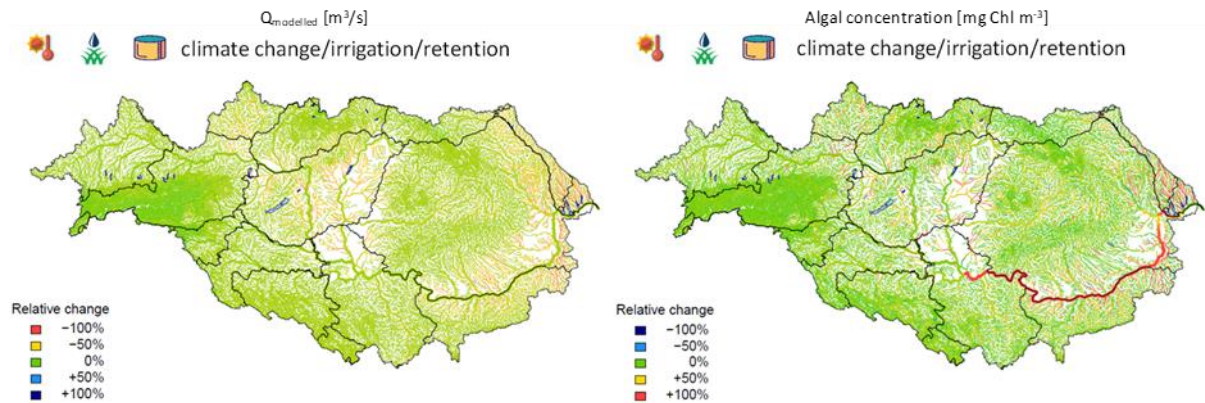 Qmodelled [m³/s]
climate change/irrigation/retention
Relative change
−100%
−50%
0%
+50%
+100%
Algal concentration [mg Chl m⁻³]
climate change/irrigation/retention
Relative change
−100%
−50%
0%
+50%
+100%